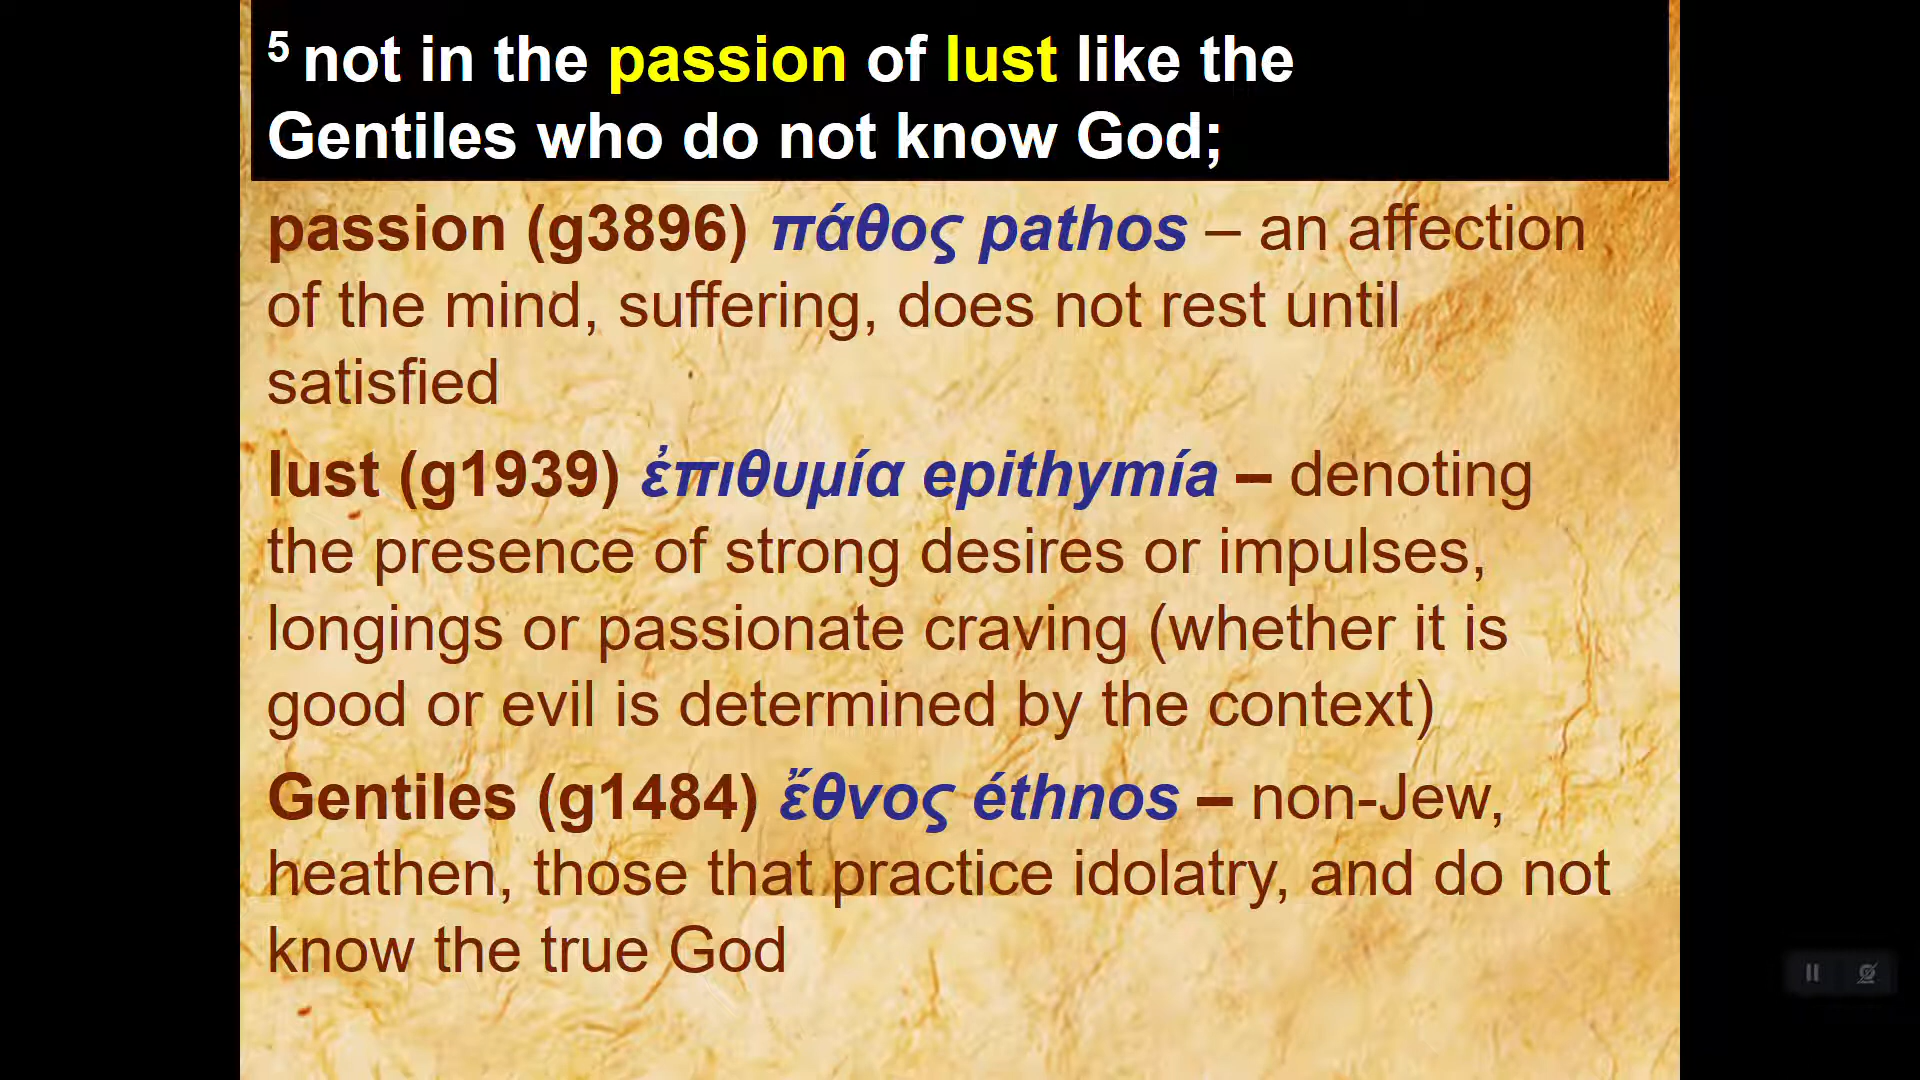 5 not in the passion of lust like the
Gentiles who do not know God;
passion (g3896) πάθος pathos – an affection
of the mind, suffering, does not rest until
satisfied
lust (g1939) ἐπιθυμία epithymía – denoting
the presence of strong desires or impulses,
longings or passionate craving (whether it is
good or evil is determined by the context)
Gentiles (g1484) ἔθνος éthnos – non-Jew,
heathen, those that practice idolatry, and do not
know the true God